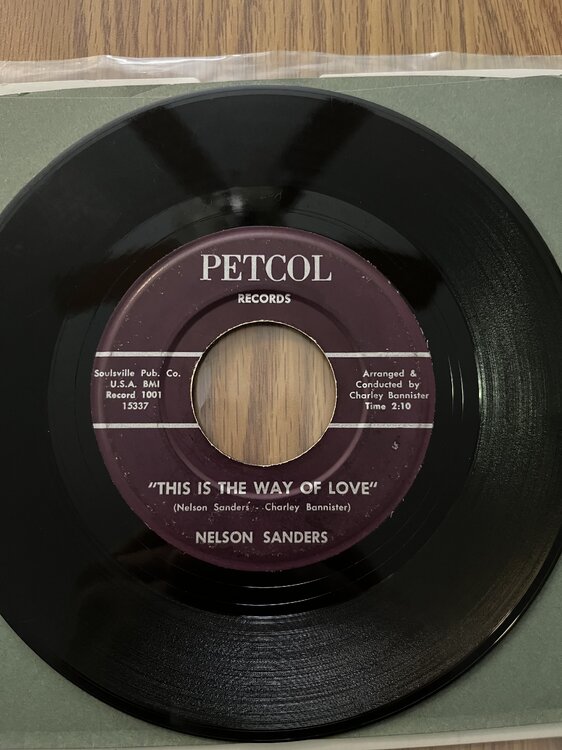 PETCOL
RECORDS
Soulsville Pub. Co.
U.S.A. BMI
Record 1001
15337
Arranged &
Conducted by
Charley Bannister
Time 2:10
"THIS IS THE WAY OF LOVE"
(Nelson Sanders - Charley Bannister)
NELSON SANDERS